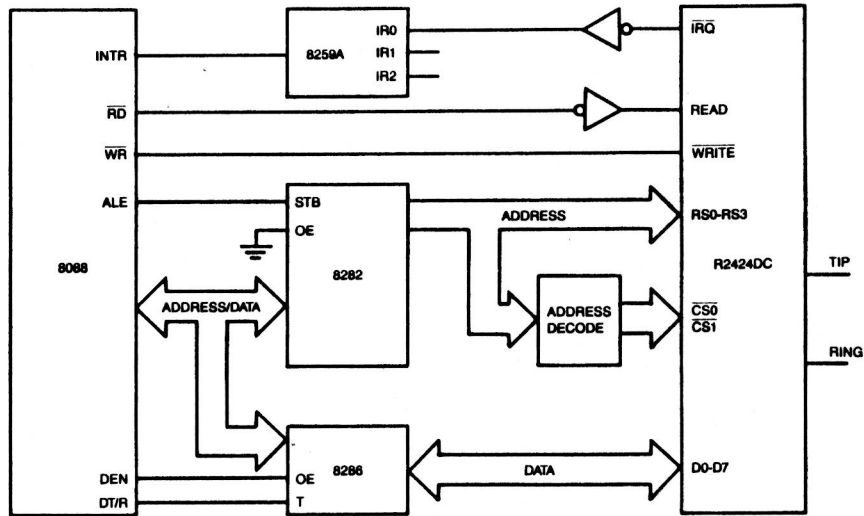 INTR
8259A
IR0
IR1
IR2
IRQ
RD
READ
WR
WRITE
ALE
STB
OE
8282
ADDRESS
RS0-RS3
R2424DC
TIP
8088
ADDRESS/DATA
ADDRESS
DECODE
CS0
CS1
RING
8286
DATA
D0-D7
DEN
OE
DT/R
T